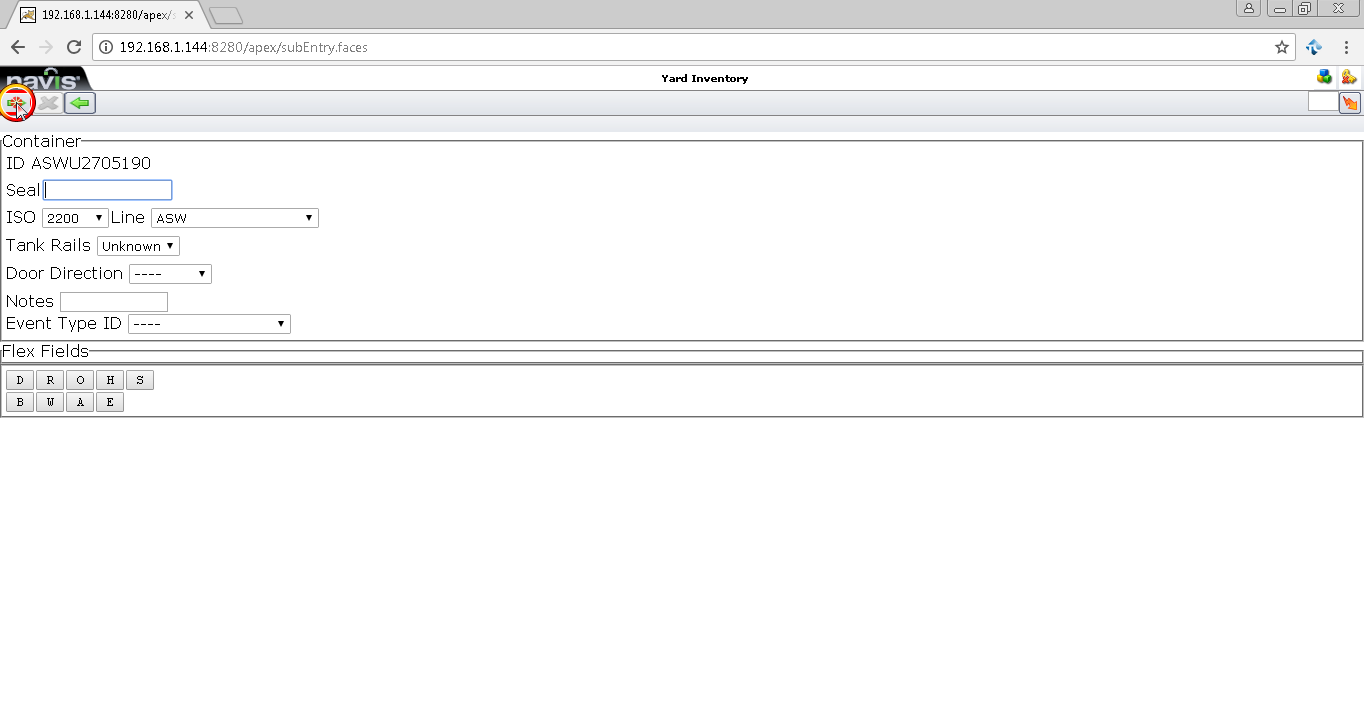 192.168.1.144:8280/apex/s
192.168.1.144:8280/apex/subEntry.faces
navis
Yard Inventory
Container
ID ASWU2705190
Seal
ISO 2200 Line ASW
Tank Rails Unknown
Door Direction ----
Notes
Event Type ID ----
Flex Fields
D R O H S
B W A E